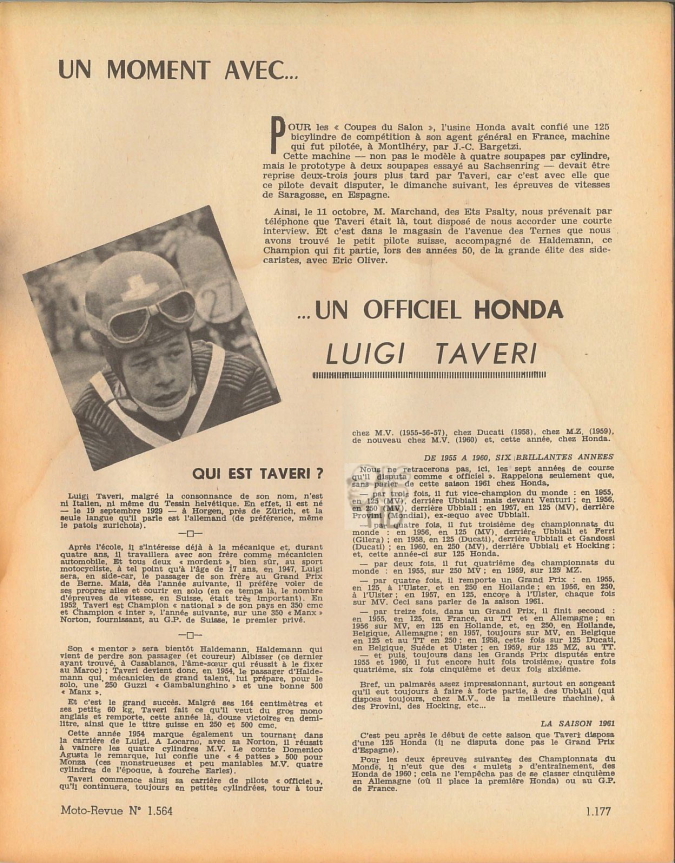 UN MOMENT AVEC...
POUR les « Coupes du Salon », l'usine Honda avait confié une 125
bicylindre de compétition à son agent général en France, machine
qui fut pilotée, à Montlhéry, par J.-C. Bargetzi.
Cette machine — non pas le modèle à quatre soupapes par cylindre,
mais le prototype à deux soupapes essayé au Sachsenring — devait être
reprise deux-trois jours plus tard par Taveri, car c'est avec elle que
ce pilote devait disputer, le dimanche suivant, les épreuves de vitesses
de Saragosse, en Espagne.
Ainsi, le 11 octobre, M. Marchand, des Ets Psalty, nous prévenait par
téléphone que Taveri était là, tout disposé de nous accorder une courte
interview. Et c'est dans le magasin de l'avenue des Ternes que nous
avons trouvé le petit pilote suisse, accompagné de Haldemann, ce
Champion qui fit partie, lors des années 50, de la grande élite des side-
caristes, avec Eric Oliver.
...UN OFFICIEL HONDA
LUIGI TAVERI
QUI EST TAVERI ?
Luigi Taveri, malgré la consonnance de son nom, n'est
ni Italien, ni même du Tessin helvétique. En effet, il est né
— le 19 septembre 1929 — à Horgen, près de Zürich, et la
seule langue qu'il parle est l'allemand (de préférence, même
le patois zurichois).
Après l'école, il s'intéresse déjà à la mécanique et, durant
quatre ans, il travaillera avec son frère comme mécanicien
automobile. Et tous deux « mordent », bien sûr, au sport
motocycliste, à tel point qu'à l'âge de 17 ans, en 1947, Luigi
sera, en side-car, le passager de son frère au Grand Prix
de Berne. Mais, dès l'année suivante, il préfère voler de
ses propres ailes et courir en solo (en ce temps là, le nombre
d'épreuves de vitesse, en Suisse, était très important). En
1952, Taveri est Champion « national » de son pays en 350 cmc
et Champion « inter », l'année suivante, sur une 350 « Manx »
Norton, fournissant, au G.P. de Suisse, le premier privé.
Son « mentor » sera bientôt Haldemann, Haldemann qui
vient de perdre son passager (et coureur) Albisser (ce dernier
ayant trouvé, à Casablanca, l'âme-sœur qui réussit à le fixer
au Maroc) ; Taveri devient donc, en 1954, le passager d'Halde-
mann qui, mécanicien de grand talent, lui prépare, pour le
solo, une 250 Guzzi « Gambalunghino » et une bonne 500
« Manx ».
Et c'est le grand succès. Malgré ses 164 centimètres et
ses petits 60 kg, Taveri fait ce qu'il veut du gros mono
anglais et remporte, cette année là, douze victoires en demi-
litre, ainsi que le titre suisse en 250 et 500 cmc.
Cette année 1954 marque également un tournant dans
la carrière de Luigi. A Locarno, avec sa Norton, il réussit
à vaincre les quatre cylindres M.V. Le comte Domenico
Agusta le remarque, lui confie une « 4 pattes » 500 pour
Monza (ces monstrueuses et peu maniables M.V. quatre
cylindres de l'époque, à fourche Earles).
Taveri commence ainsi sa carrière de pilote « officiel »,
qu'il continuera, toujours en petites cylindrées, tour à tour
chez M.V. (1955-56-57), chez Ducati (1958), chez M.Z. (1959),
de nouveau chez M.V. (1960) et, cette année, chez Honda.
DE 1955 A 1960, SIX BRILLANTES ANNEES
Nous ne retracerons pas, ici, les sept années de course
qu'il disputa comme « officiel ». Rappelons seulement que,
sans parler de cette saison 1961 chez Honda,
— trois fois, il fut vice-champion du monde : en 1955,
en 125 (MV), derrière Ubbiali mais devant Venturi ; en 1956,
en (MV), derrière Ubbiali ; en 1957, en 125 (MV), derrière
Provini (Mondial), ex-æquo avec Ubbiali.
quatre fois, il fut troisième des championnats du
monde : en 1956, en 125 (MV), derrière Ubbiali et Ferri
(Gilera) ; en 1958, en 125 (Ducati), derrière Ubbiali et Gandossi
(Ducati) ; en 1960, en 250 (MV), derrière Ubbiali et Hocking ;
et, cette année-ci sur 125 Honda.
— par deux fois, il fut quatrième des championnats du
monde : en 1955, sur 250 MV ; en 1959, sur 125 MZ.
— par quatre fois, il remporte un Grand Prix : en 1955,
en 125, à l'Ulster, et en 250, en Hollande ; en 1956, en 250,
à l'Ulster ; en 1957, en 125, encore à l'Ulster, chaque fois
sur MV. Ceci sans parler de la saison 1961.
— par treize fois, dans un Grand Prix, il finit second :
en 1955, en 125, en France, au TT et en Allemagne ; en
1956 sur MV, en 125 en Hollande, et, en 250, en Hollande,
Belgique, Allemagne ; en 1957, toujours sur MV, en Belgique
en 125 et au TT en 250 ; en 1958, cette fois sur 125 Ducati,
en Belgique, Suède et Ulster ; en 1959, sur 125 MZ, au TT.
— et puis, toujours dans les Grands Prix disputés entre
1955 et 1960, il fut encore huit fois troisième, quatre fois
quatrième, six fois cinquième et deux fois sixième.
Bref, un palmarès assez impressionnant, surtout en songeant
qu'il eut toujours à faire à forte partie, à des Ubbiali (qui
disposa toujours, chez M.V., de la meilleure machine), à
des Provini, des Hocking, etc...
LA SAISON 1961
C'est peu après le début de cette saison que Taveri disposa
d'une 125 Honda (il ne disputa donc pas le Grand Prix
d'Espagne).
Pour les deux épreuves suivantes des Championnats du
Monde, il n'eut que des « mulets » d'entraînement, des
Honda de 1960 ; cela ne l'empêcha pas de se classer cinquième
en Allemagne (où il place la première Honda) ou au G.P.
de France.
Moto-Revue N° 1.564
1.177